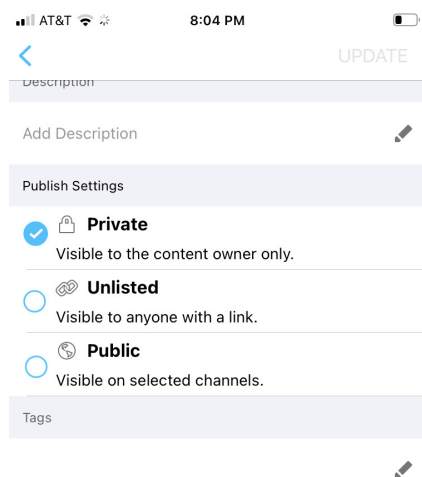 AT&T 8:04 PM
UPDATE
Description
Add Description
Publish Settings
Private
Visible to the content owner only.
Unlisted
Visible to anyone with a link.
Public
Visible on selected channels.
Tags